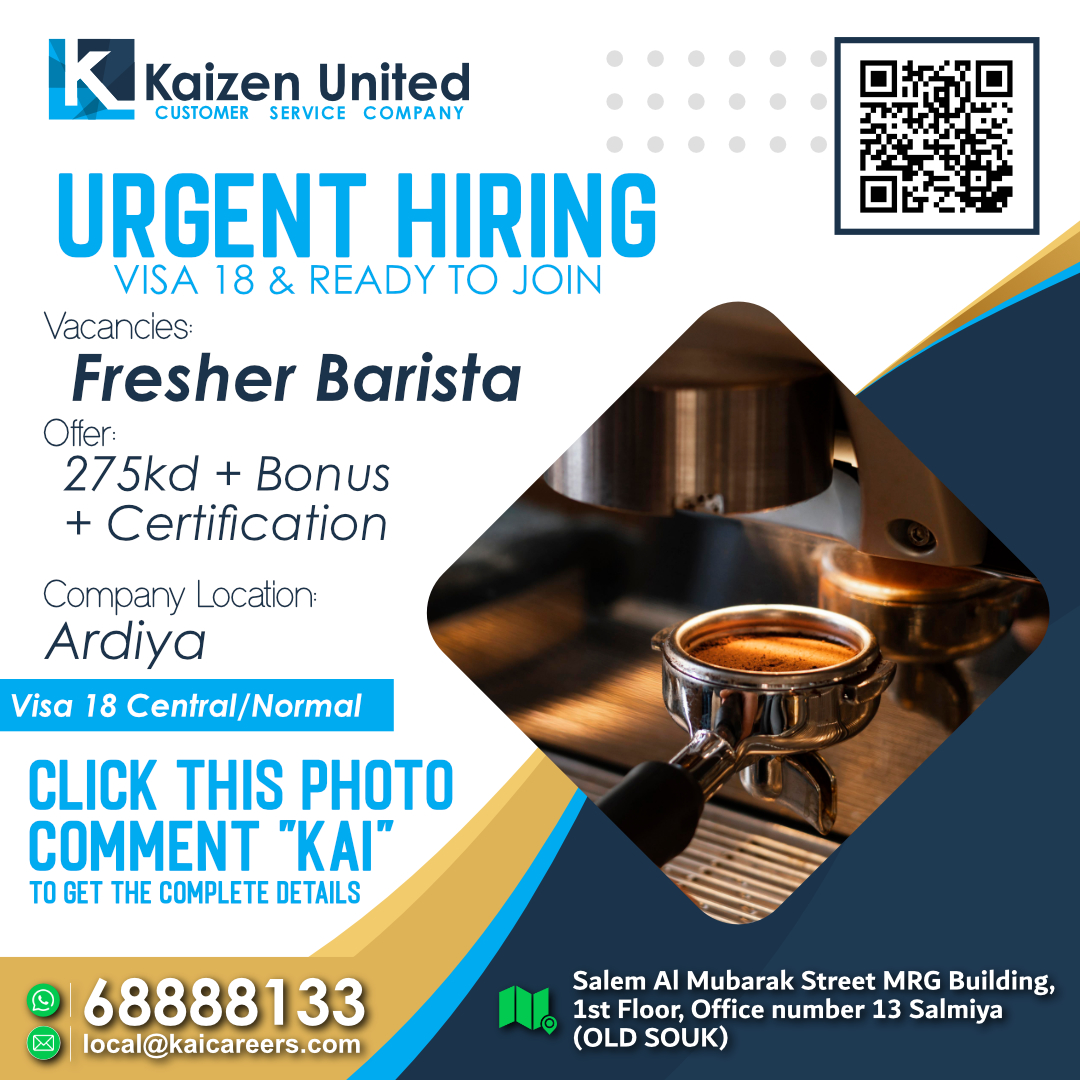 K Kaizen United
CUSTOMER SERVICE COMPANY
URGENT HIRING
VISA 18 & READY TO JOIN
Vacancies:
Fresher Barista
Offer:
275kd + Bonus
+ Certification
Company Location:
Ardiya
Visa 18 Central/Normal
CLICK THIS PHOTO
COMMENT "KAI"
TO GET THE COMPLETE DETAILS
68888133
local@kaicareers.com
Salem Al Mubarak Street MRG Building,
1st Floor, Office number 13 Salmiya
(OLD SOUK)